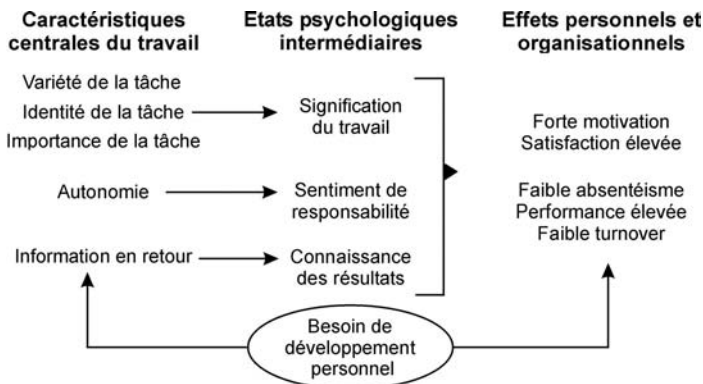 Caractéristiques
centrales du travail
Etats psychologiques
intermédiaires
Effets personnels et
organisationnels
Variété de la tâche
Identité de la tâche
Importance de la tâche
Signification
du travail
Forte motivation
Satisfaction élevée
Autonomie
Sentiment de
responsabilité
Faible absentéisme
Performance élevée
Faible turnover
Information en retour
Connaissance
des résultats
Besoin de
développement
personnel